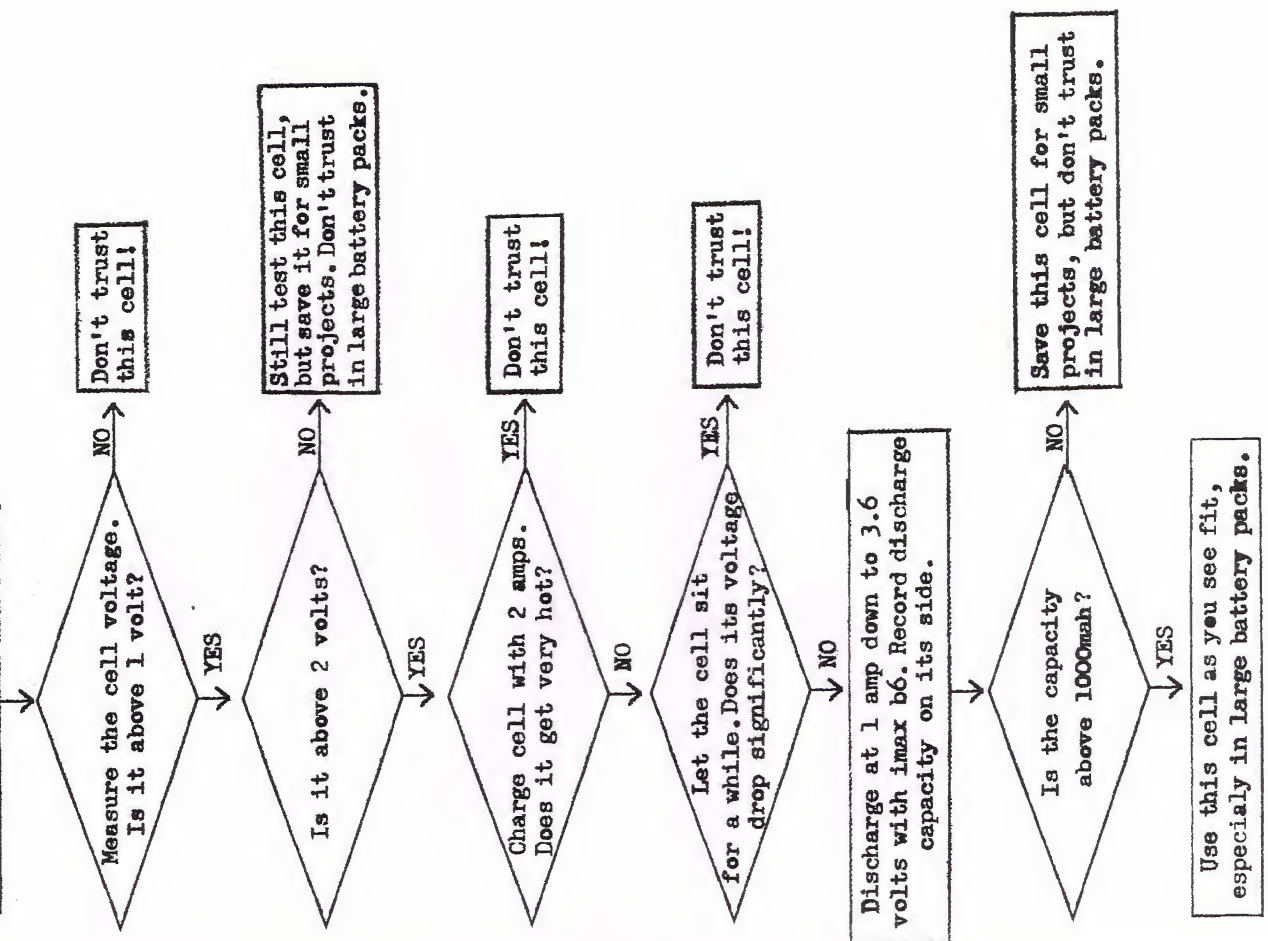 Measure the cell voltage.
Is it above 1 volt?
NO
Don't trust
this cell!
YES
Is it above 2 volts?
NO
Still test this cell,
but save it for small
projects. Don't trust
in large battery packs.
YES
Charge cell with 2 amps.
Does it get very hot?
YES
Don't trust
this cell!
NO
Let the cell sit
for a while. Does its voltage
drop significantly?
YES
Don't trust
this cell!
NO
Discharge at 1 amp down to 3.6
volts with imax b6. Record discharge
capacity on its side.
Is the capacity
above 1000mah?
NO
Save this cell for small
projects, but don't trust
in large battery packs.
YES
Use this cell as you see fit,
especialy in large battery packs.